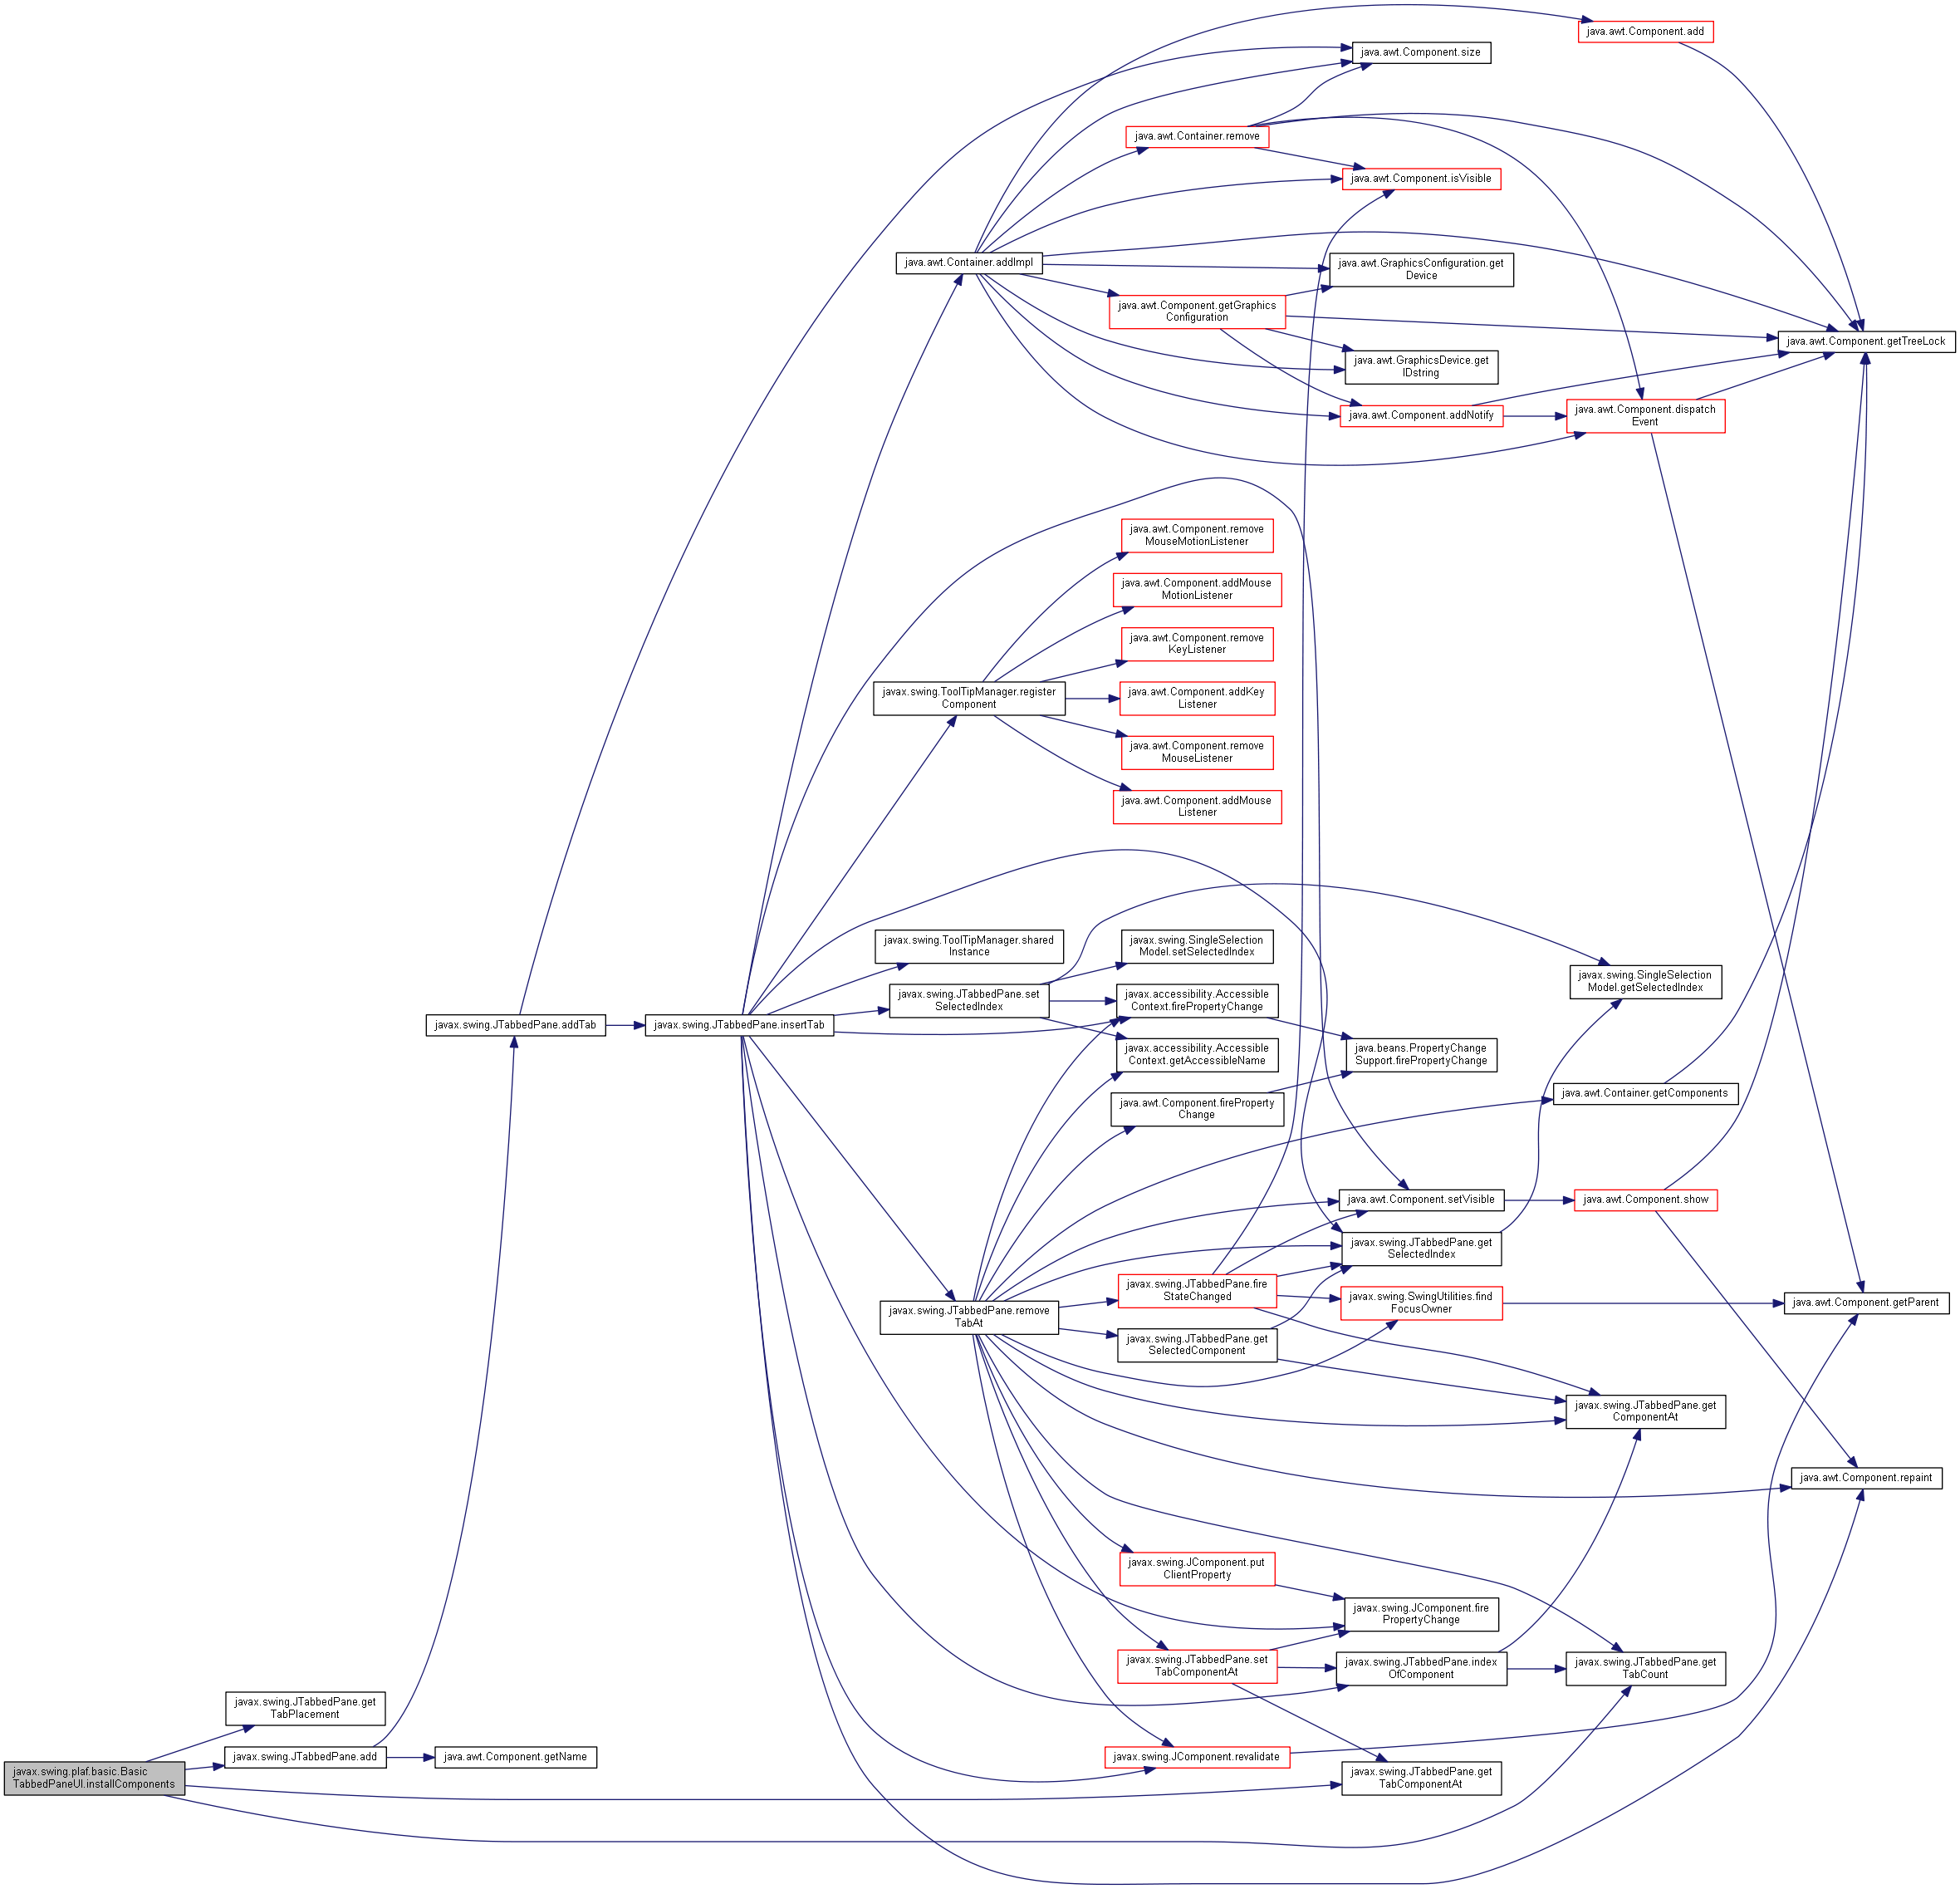 java.awt.Component.add
java.awt.Component.size
java.awt.Container.remove
java.awt.Component.isVisible
java.awt.Container.addImpl
java.awt.GraphicsConfiguration.get
Device
java.awt.Component.getGraphics
Configuration
java.awt.Component.getTreeLock
java.awt.GraphicsDevice.get
IDstring
java.awt.Component.addNotify
java.awt.Component.dispatch
Event
java.awt.Component.remove
MouseMotionListener
java.awt.Component.addMouse
MotionListener
java.awt.Component.remove
KeyListener
javax.swing.ToolTipManager.register
Component
java.awt.Component.addKey
Listener
java.awt.Component.remove
MouseListener
java.awt.Component.addMouse
Listener
javax.swing.ToolTipManager.shared
Instance
javax.swing.SingleSelection
Model.setSelectedIndex
javax.swing.SingleSelection
Model.getSelectedIndex
javax.swing.JTabbedPane.set
SelectedIndex
javax.accessibility.Accessible
Context.firePropertyChange
javax.swing.JTabbedPane.addTab
javax.swing.JTabbedPane.insertTab
javax.accessibility.Accessible
Context.getAccessibleName
java.beans.PropertyChange
Support.firePropertyChange
java.awt.Container.getComponents
java.awt.Component.fireProperty
Change
java.awt.Component.setVisible
java.awt.Component.show
javax.swing.JTabbedPane.get
SelectedIndex
javax.swing.JTabbedPane.fire
StateChanged
javax.swing.SwingUtilities.find
FocusOwner
java.awt.Component.getParent
javax.swing.JTabbedPane.remove
TabAt
javax.swing.JTabbedPane.get
SelectedComponent
javax.swing.JTabbedPane.get
ComponentAt
java.awt.Component.repaint
javax.swing.JComponent.put
ClientProperty
javax.swing.JComponent.fire
PropertyChange
javax.swing.JTabbedPane.set
TabComponentAt
javax.swing.JTabbedPane.index
OfComponent
javax.swing.JTabbedPane.get
TabCount
javax.swing.JTabbedPane.get
TabPlacement
javax.swing.JTabbedPane.add
java.awt.Component.getName
javax.swing.JComponent.revalidate
javax.swing.plaf.basic.Basic
TabbedPaneUI.installComponents
javax.swing.JTabbedPane.get
TabComponentAt